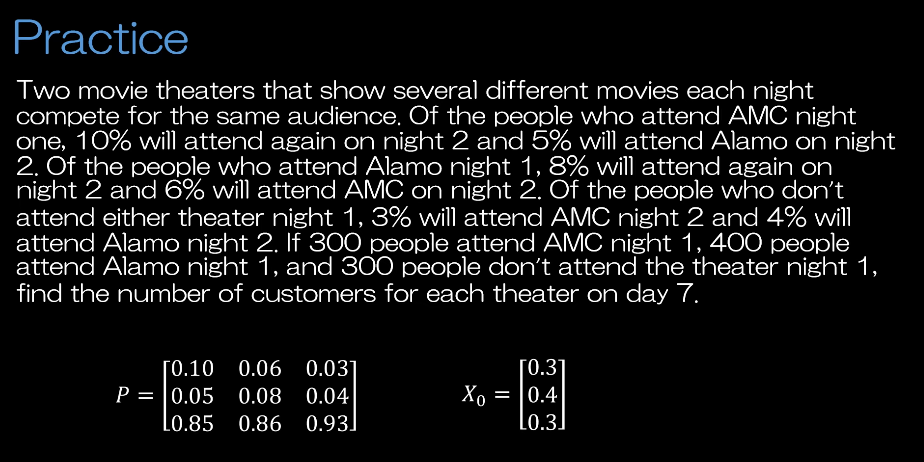 Practice
Two movie theaters that show several different movies each night
compete for the same audience. Of the people who attend AMC night
one, 10% will attend again on night 2 and 5% will attend Alamo on night
2. Of the people who attend Alamo night 1, 8% will attend again on
night 2 and 6% will attend AMC on night 2. Of the people who don't
attend either theater night 1, 3% will attend AMC night 2 and 4% will
attend Alamo night 2. If 300 people attend AMC night 1, 400 people
attend Alamo night 1, and 300 people don't attend the theater night 1,
find the number of customers for each theater on day 7.
0.10 0.06 0.03 0.3
P = 0.05 0.08 0.04 X₀ = 0.4
0.85 0.86 0.93 0.3